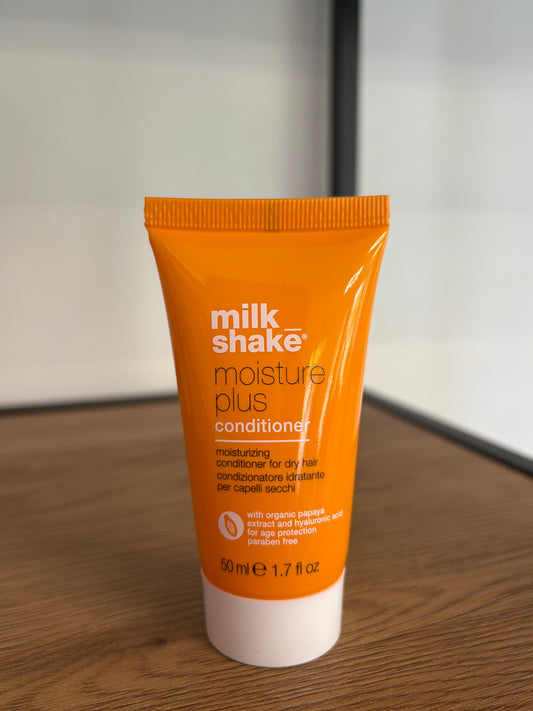 milk_
shake®
moisture
plus
conditioner
moisturizing
conditioner for dry hair
condizionatore idratante
per capelli secchi
with organic papaya
extract and hyaluronic acid
for age protection
paraben free
50 ml ℮ 1.7 fl oz